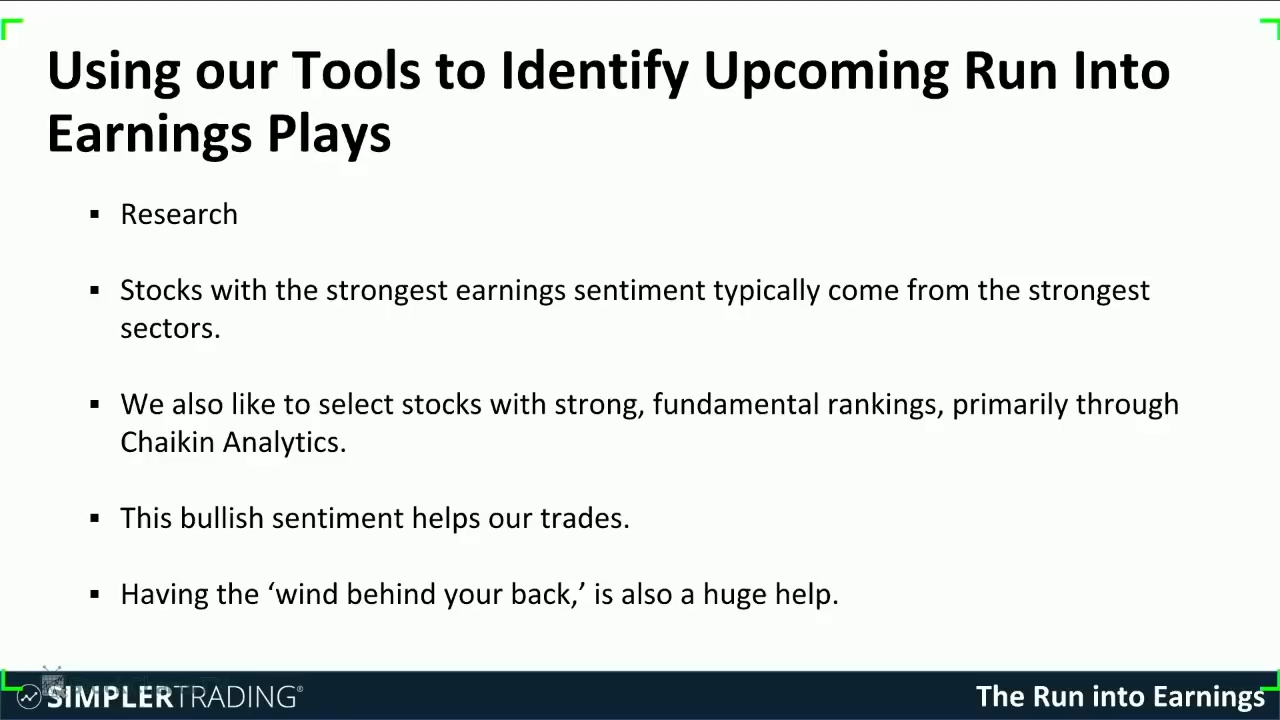 Using our Tools to Identify Upcoming Run Into
Earnings Plays
▪ Research
▪ Stocks with the strongest earnings sentiment typically come from the strongest
sectors.
▪ We also like to select stocks with strong, fundamental rankings, primarily through
Chaikin Analytics.
▪ This bullish sentiment helps our trades.
▪ Having the ‘wind behind your back,’ is also a huge help.
SIMPLERTRADING®
The Run into Earnings